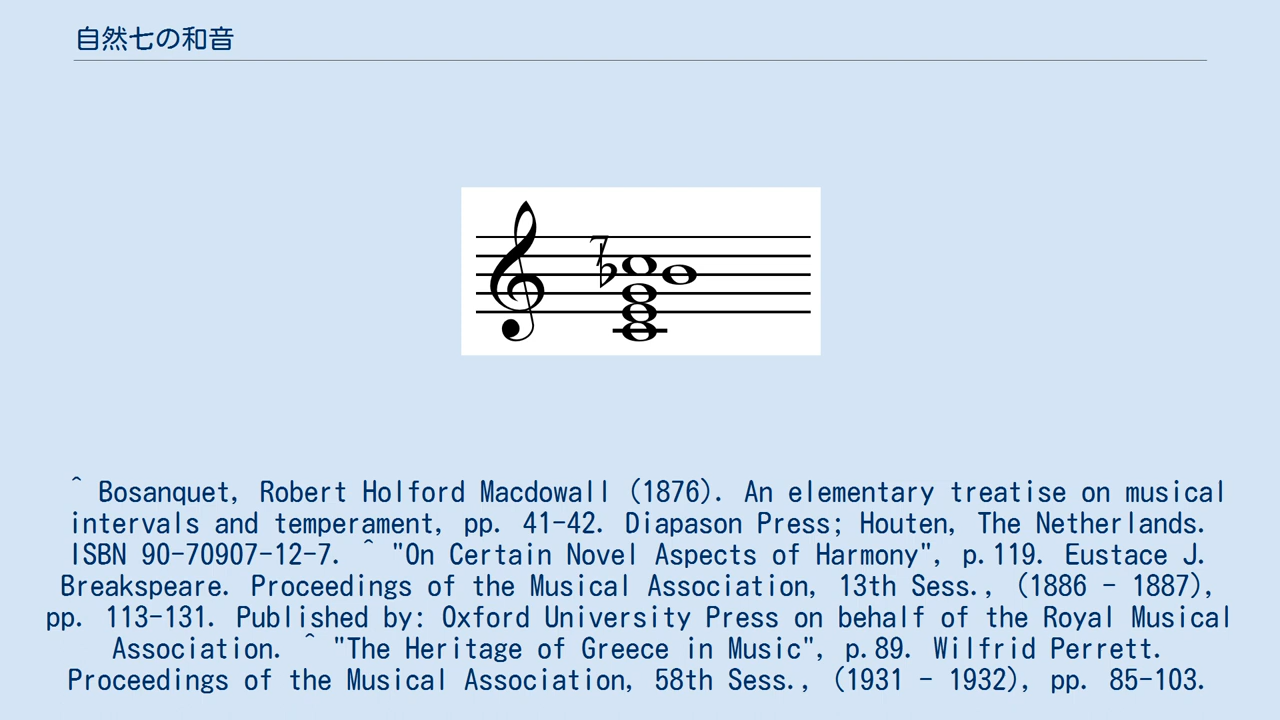 自然七の和音
7
^ Bosanquet, Robert Holford Macdowall (1876). An elementary treatise on musical
intervals and temperament, pp. 41-42. Diapason Press; Houten, The Netherlands.
ISBN 90-70907-12-7. ^ "On Certain Novel Aspects of Harmony", p.119. Eustace J.
Breakspeare. Proceedings of the Musical Association, 13th Sess., (1886 - 1887),
pp. 113-131. Published by: Oxford University Press on behalf of the Royal Musical
Association. ^ "The Heritage of Greece in Music", p.89. Wilfrid Perrett.
Proceedings of the Musical Association, 58th Sess., (1931 - 1932), pp. 85-103.